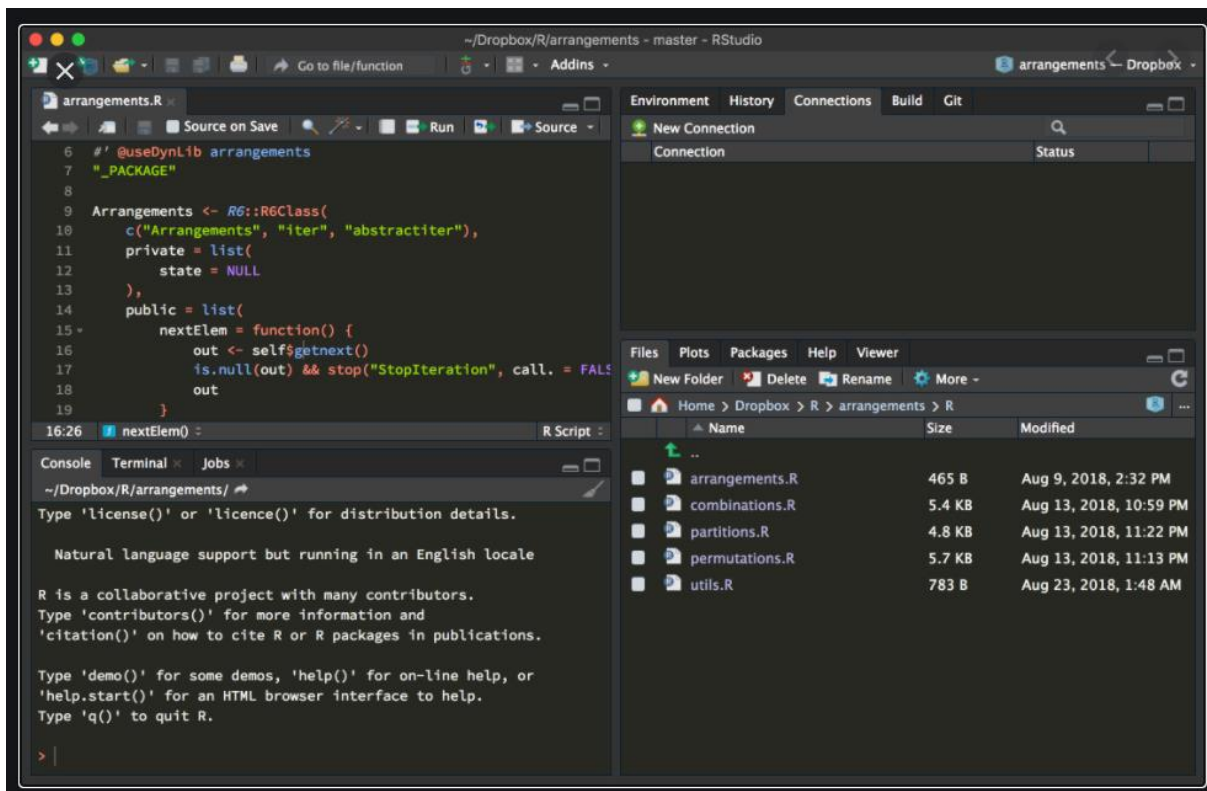 ~/Dropbox/R/arrangements - master - RStudio
Go to file/function Addins arrangements — Dropbox
arrangements.R
Source on Save Run Source
6 #' @useDynLib arrangements
7 "_PACKAGE"
8
9 Arrangements <- R6::R6Class(
10 c("Arrangements", "iter", "abstractiter"),
11 private = list(
12 state = NULL
13 ),
14 public = list(
15 nextElem = function() {
16 out <- self$getnext()
17 is.null(out) && stop("StopIteration", call. = FALS
18 out
19 }
16:26 nextElem() R Script
Console Terminal Jobs
~/Dropbox/R/arrangements/
Type 'license()' or 'licence()' for distribution details.
Natural language support but running in an English locale
R is a collaborative project with many contributors.
Type 'contributors()' for more information and
'citation()' on how to cite R or R packages in publications.
Type 'demo()' for some demos, 'help()' for on-line help, or
'help.start()' for an HTML browser interface to help.
Type 'q()' to quit R.
>
Environment History Connections Build Git
New Connection
Connection Status
Files Plots Packages Help Viewer
New Folder Delete Rename More
Home > Dropbox > R > arrangements > R ...
Name Size Modified
..
arrangements.R 465 B Aug 9, 2018, 2:32 PM
combinations.R 5.4 KB Aug 13, 2018, 10:59 PM
partitions.R 4.8 KB Aug 13, 2018, 11:22 PM
permutations.R 5.7 KB Aug 13, 2018, 11:13 PM
utils.R 783 B Aug 23, 2018, 1:48 AM